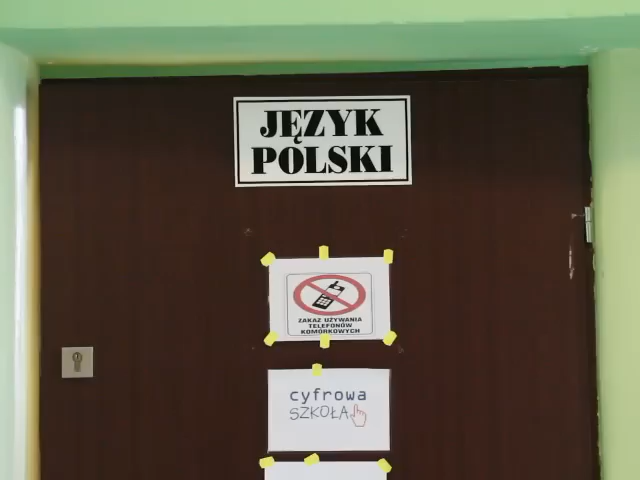 JĘZYK
POLSKI
ZAKAZ UŻYWANIA
TELEFONÓW
KOMÓRKOWYCH
cyfrowa
SZKOŁA